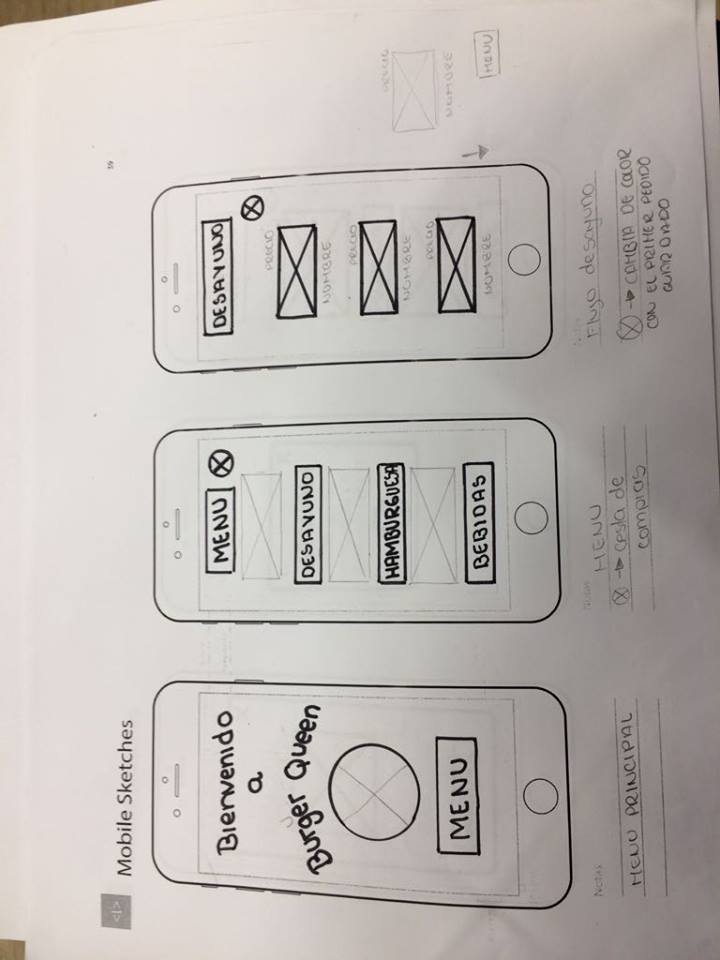 <|>
Mobile Sketches
Bienvenido
a
Burger Queen
MENU
Notas
MENU PRINCIPAL
MENU
DESAYUNO
HAMBURGUESA
BEBIDAS
Notas
MENU
→ Cesta de
compras
DESAYUNO
PRECIO
NOMBRE
PRECIO
NOMBRE
PRECIO
NOMBRE
Notas
Flujo desayuno
→ CAMBIA DE COLOR
CON EL PRIMER PEDIDO
GUARDADO
PRECIO
NOMBRE
MENU